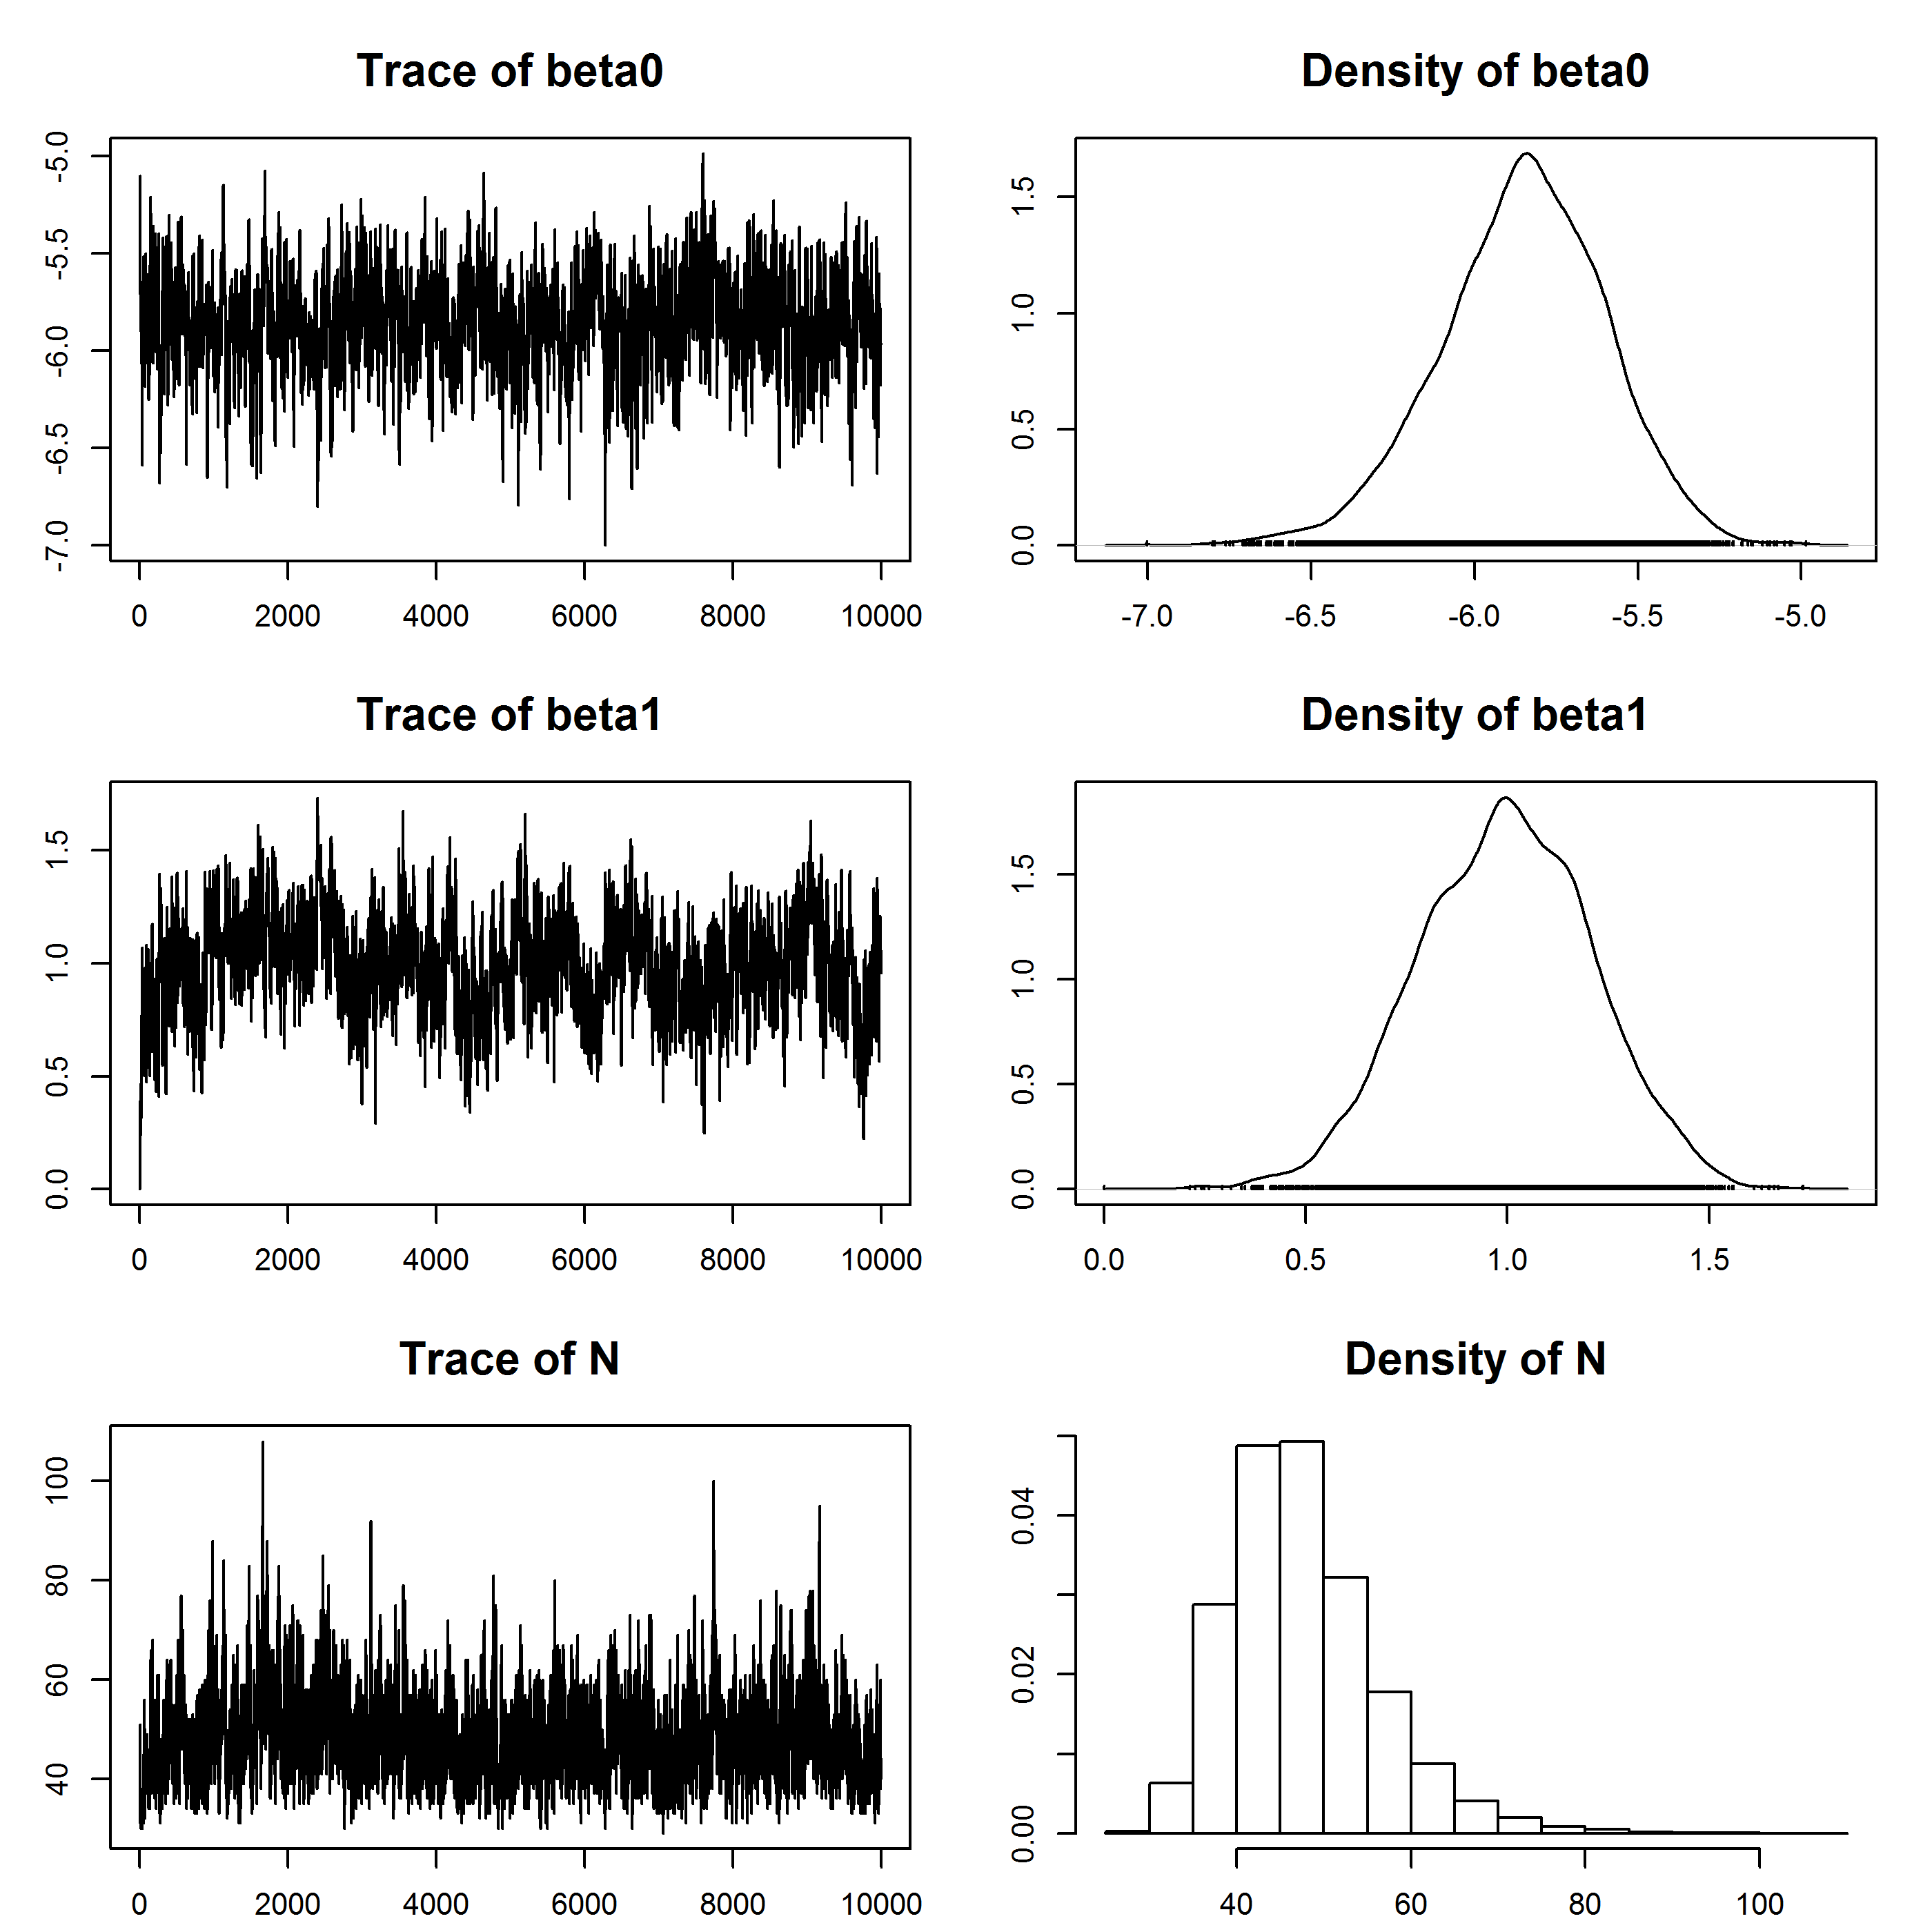 Trace of beta0
-5.0
-5.5
-6.0
-6.5
-7.0
0 2000 4000 6000 8000 10000
Density of beta0
1.5
1.0
0.5
0.0
-7.0 -6.5 -6.0 -5.5 -5.0
Trace of beta1
1.5
1.0
0.5
0.0
0 2000 4000 6000 8000 10000
Density of beta1
1.5
1.0
0.5
0.0
0.0 0.5 1.0 1.5
Trace of N
100
80
60
40
0 2000 4000 6000 8000 10000
Density of N
0.04
0.02
0.00
40 60 80 100